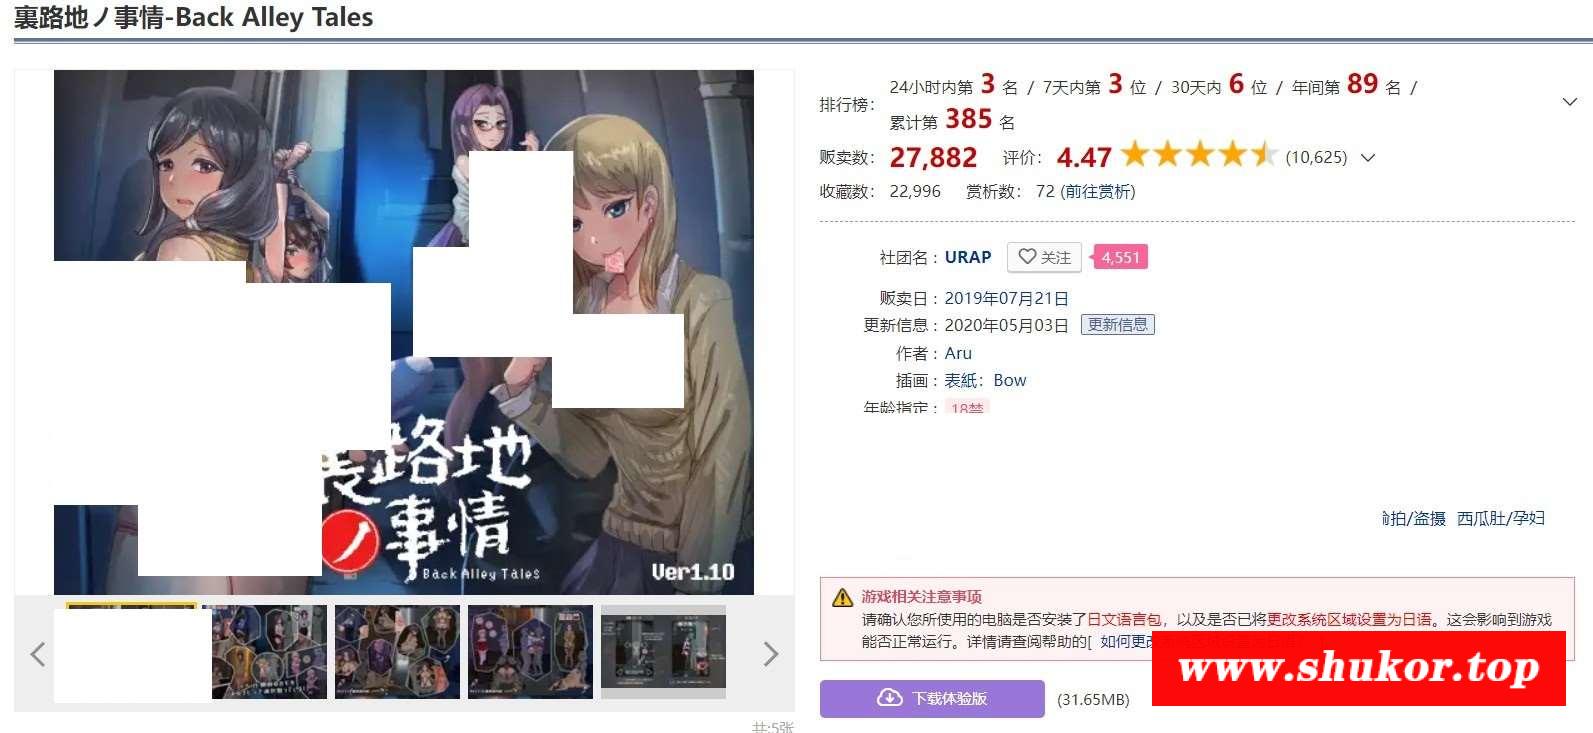 裏路地ノ事情-Back Alley Tales
排行榜： 24小时内第 3 名 / 7天内第 3 位 / 30天内 6 位 / 年间第 89 名 /
累计第 385 名
贩卖数： 27,882 评价： 4.47 (10,625)
收藏数： 22,996 赏析数： 72 (前往赏析)
社团名 : URAP 关注 4,551
贩卖日 : 2019年07月21日
更新信息 : 2020年05月03日 更新信息
作者 : Aru
插画 : 表紙：Bow
年龄指定 : 18禁
路地
ノ事情
Back Alley Tales
Ver1.10
偷拍/盗摄 西瓜肚/孕妇
游戏相关注意事项
请确认您所使用的电脑是否安装了日文语言包，以及是否已将更改系统区域设置为日语。这会影响到游戏
能否正常运行。详情请查阅帮助的[ 如何更改
www.shukor.top
下载体验版 (31.65MB)
共:5张